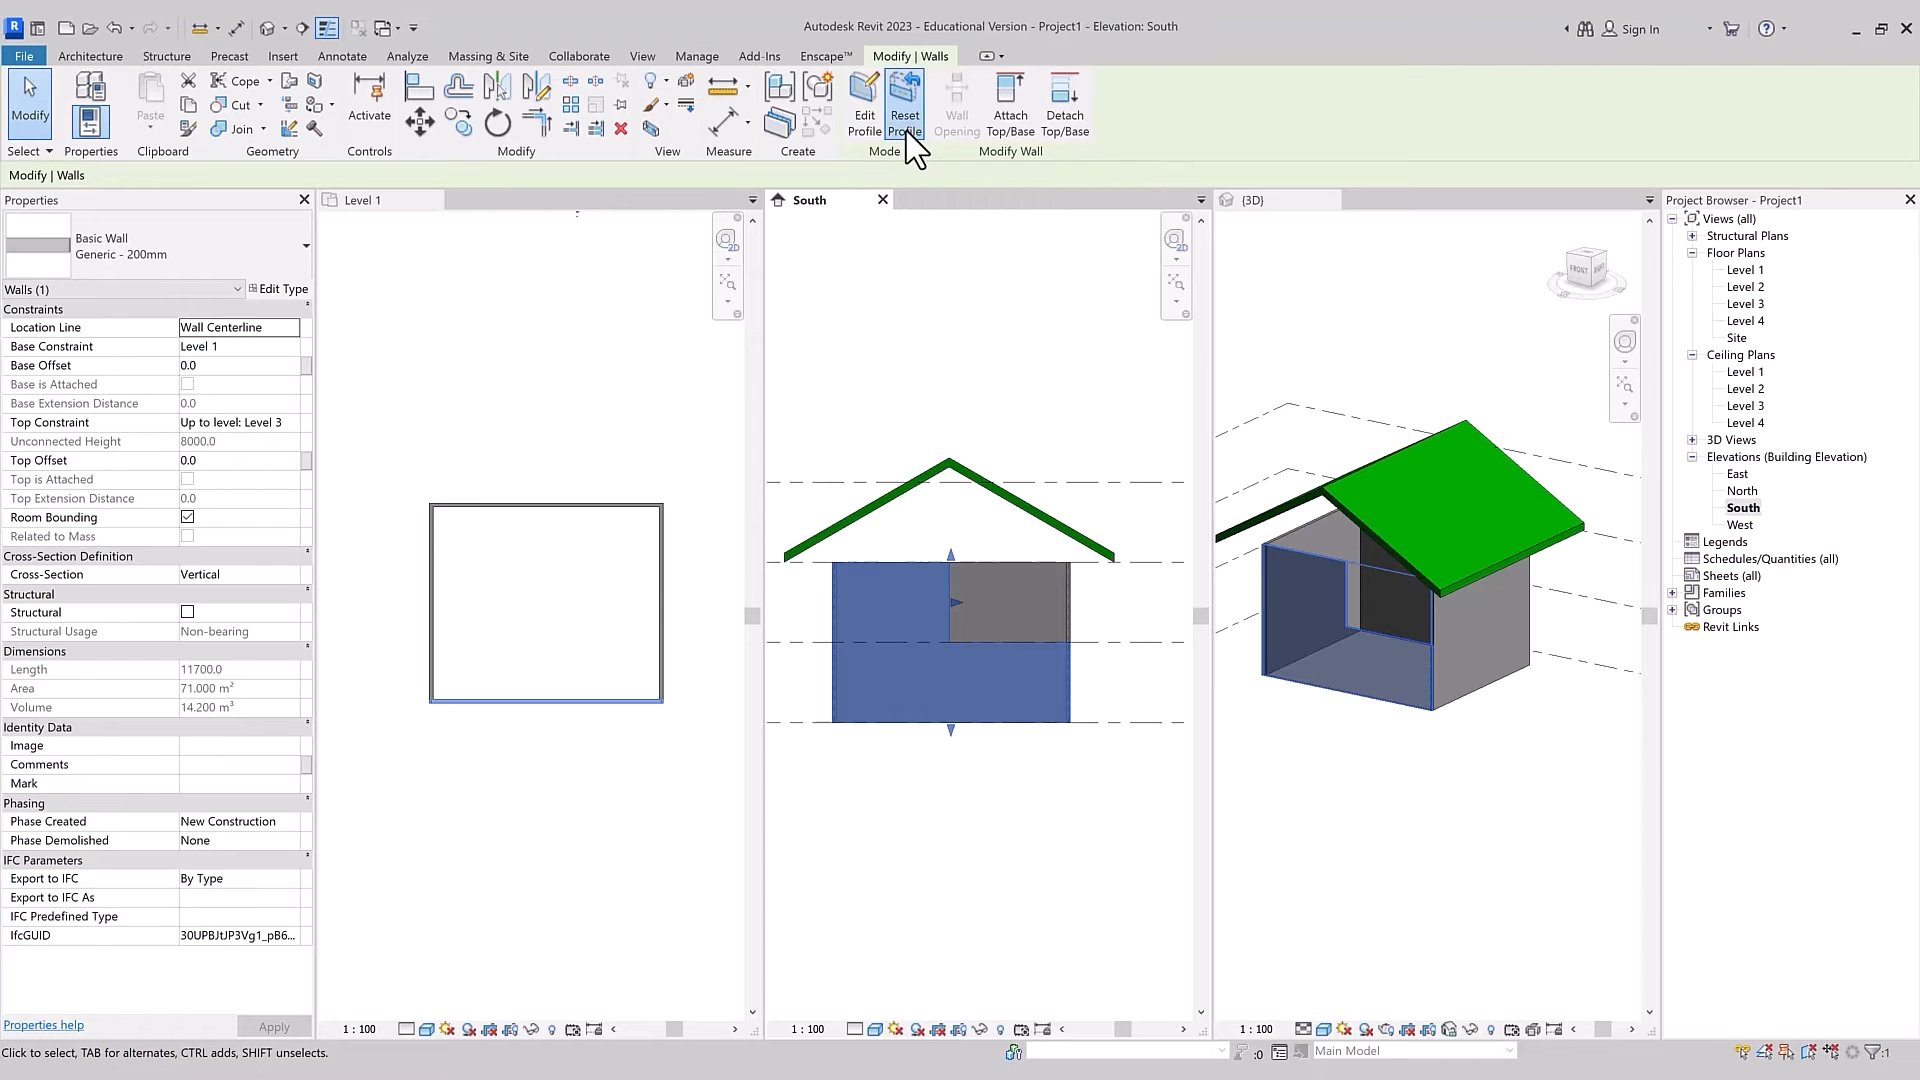 R
Autodesk Revit 2023 - Educational Version - Project1 - Elevation: South
Sign In
File
Architecture
Structure
Precast
Insert
Annotate
Analyze
Massing & Site
Collaborate
View
Manage
Add-Ins
Enscape™
Modify | Walls
Modify
Select
Properties
Paste
Clipboard
Cope
Cut
Join
Geometry
Activate
Controls
Modify
View
Measure
Create
Edit
Profile
Reset
Profile
Mode
Wall
Opening
Attach
Top/Base
Detach
Top/Base
Modify Wall
Modify | Walls
Properties
Basic Wall
Generic - 200mm
Walls (1)
Edit Type
Constraints
Location Line Wall Centerline
Base Constraint Level 1
Base Offset 0.0
Base is Attached
Base Extension Distance 0.0
Top Constraint Up to level: Level 3
Unconnected Height 8000.0
Top Offset 0.0
Top is Attached
Top Extension Distance 0.0
Room Bounding
Related to Mass
Cross-Section Definition
Cross-Section Vertical
Structural
Structural
Structural Usage Non-bearing
Dimensions
Length 11700.0
Area 71.000 m²
Volume 14.200 m³
Identity Data
Image
Comments
Mark
Phasing
Phase Created New Construction
Phase Demolished None
IFC Parameters
Export to IFC By Type
Export to IFC As
IFC Predefined Type
IfcGUID 30UPBJtJP3Vg1_pB6...
Properties help
Apply
Level 1
2D
1 : 100
South
2D
1 : 100
{3D}
FRONT
RIGHT
1 : 100
Project Browser - Project1
Views (all)
Structural Plans
Floor Plans
Level 1
Level 2
Level 3
Level 4
Site
Ceiling Plans
Level 1
Level 2
Level 3
Level 4
3D Views
Elevations (Building Elevation)
East
North
South
West
Legends
Schedules/Quantities (all)
Sheets (all)
Families
Groups
Revit Links
Click to select, TAB for alternates, CTRL adds, SHIFT unselects.
:0
Main Model
:1